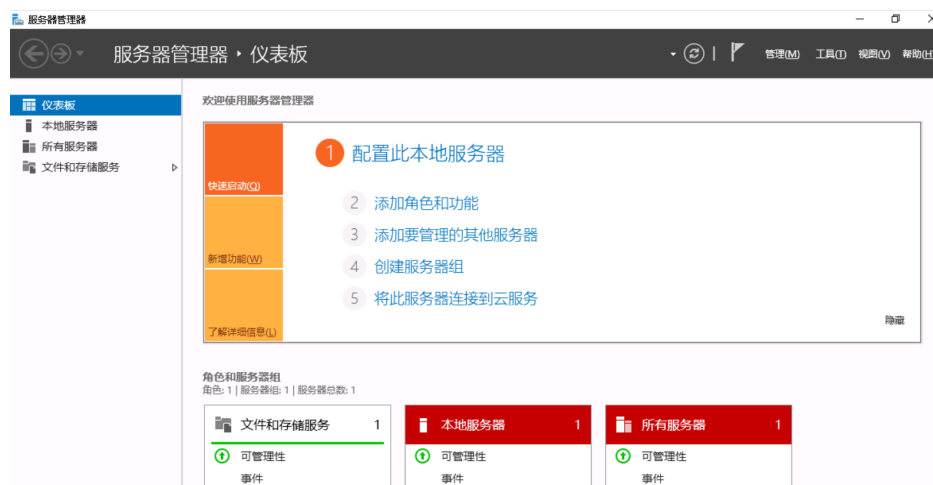 服务器管理器
服务器管理器 · 仪表板
管理(M) 工具(T) 视图(V) 帮助(H
仪表板
本地服务器
所有服务器
文件和存储服务
欢迎使用服务器管理器
快速启动(Q)
新增功能(W)
了解详细信息(L)
1 配置此本地服务器
2 添加角色和功能
3 添加要管理的其他服务器
4 创建服务器组
5 将此服务器连接到云服务
隐藏
角色和服务器组
角色: 1 | 服务器组: 1 | 服务器总数: 1
文件和存储服务 1
可管理性
事件
本地服务器 1
可管理性
事件
所有服务器 1
可管理性
事件